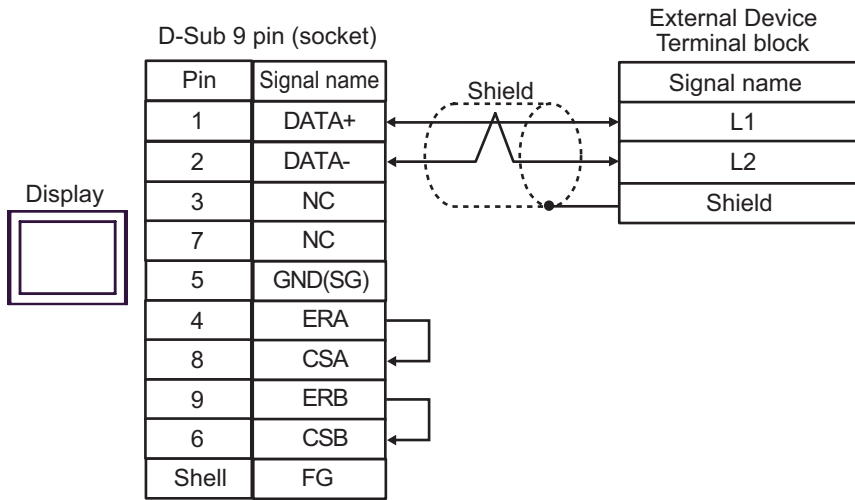 D-Sub 9 pin (socket)
External Device
Terminal block
Pin Signal name
Shield
Signal name
1 DATA+
L1
2 DATA-
L2
Display
3 NC
Shield
7 NC
5 GND(SG)
4 ERA
8 CSA
9 ERB
6 CSB
Shell FG